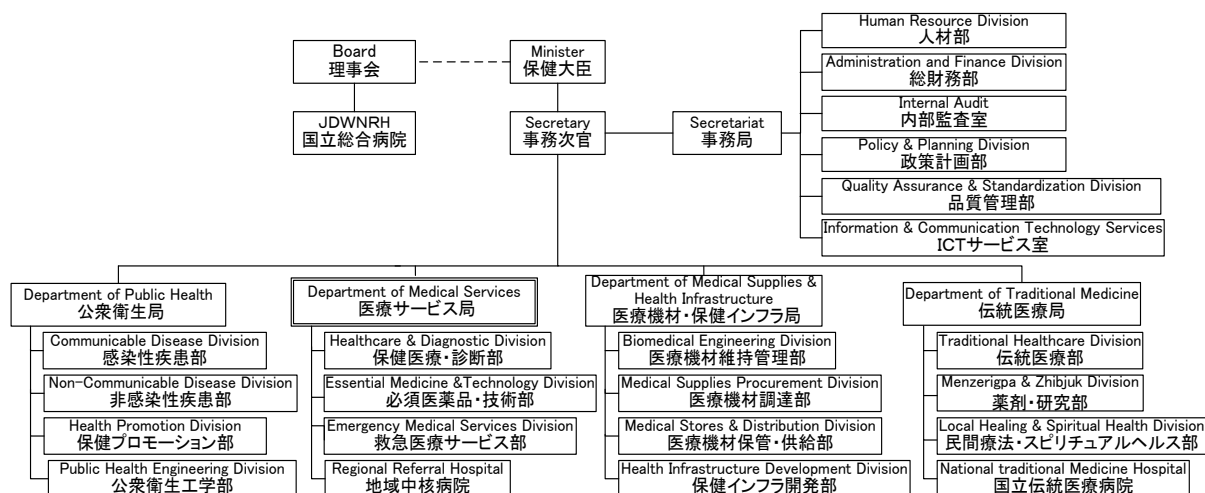 Board
理事会
Minister
保健大臣
JDWNRH
国立総合病院
Secretary
事務次官
Secretariat
事務局
Human Resource Division
人材部
Administration and Finance Division
総財務部
Internal Audit
内部監査室
Policy & Planning Division
政策計画部
Quality Assurance & Standardization Division
品質管理部
Information & Communication Technology Services
ICTサービス室
Department of Public Health
公衆衛生局
Communicable Disease Division
感染性疾患部
Non-Communicable Disease Division
非感染性疾患部
Health Promotion Division
保健プロモーション部
Public Health Engineering Division
公衆衛生工学部
Department of Medical Services
医療サービス局
Healthcare & Diagnostic Division
保健医療・診断部
Essential Medicine &Technology Division
必須医薬品・技術部
Emergency Medical Services Division
救急医療サービス部
Regional Referral Hospital
地域中核病院
Department of Medical Supplies &
Health Infrastructure
医療機材・保健インフラ局
Biomedical Engineering Division
医療機材維持管理部
Medical Supplies Procurement Division
医療機材調達部
Medical Stores & Distribution Division
医療機材保管・供給部
Health Infrastructure Development Division
保健インフラ開発部
Department of Traditional Medicine
伝統医療局
Traditional Healthcare Division
伝統医療部
Menzerigpa & Zhibjuk Division
薬剤・研究部
Local Healing & Spiritual Health Division
民間療法・スピリチュアルヘルス部
National traditional Medicine Hospital
国立伝統医療病院